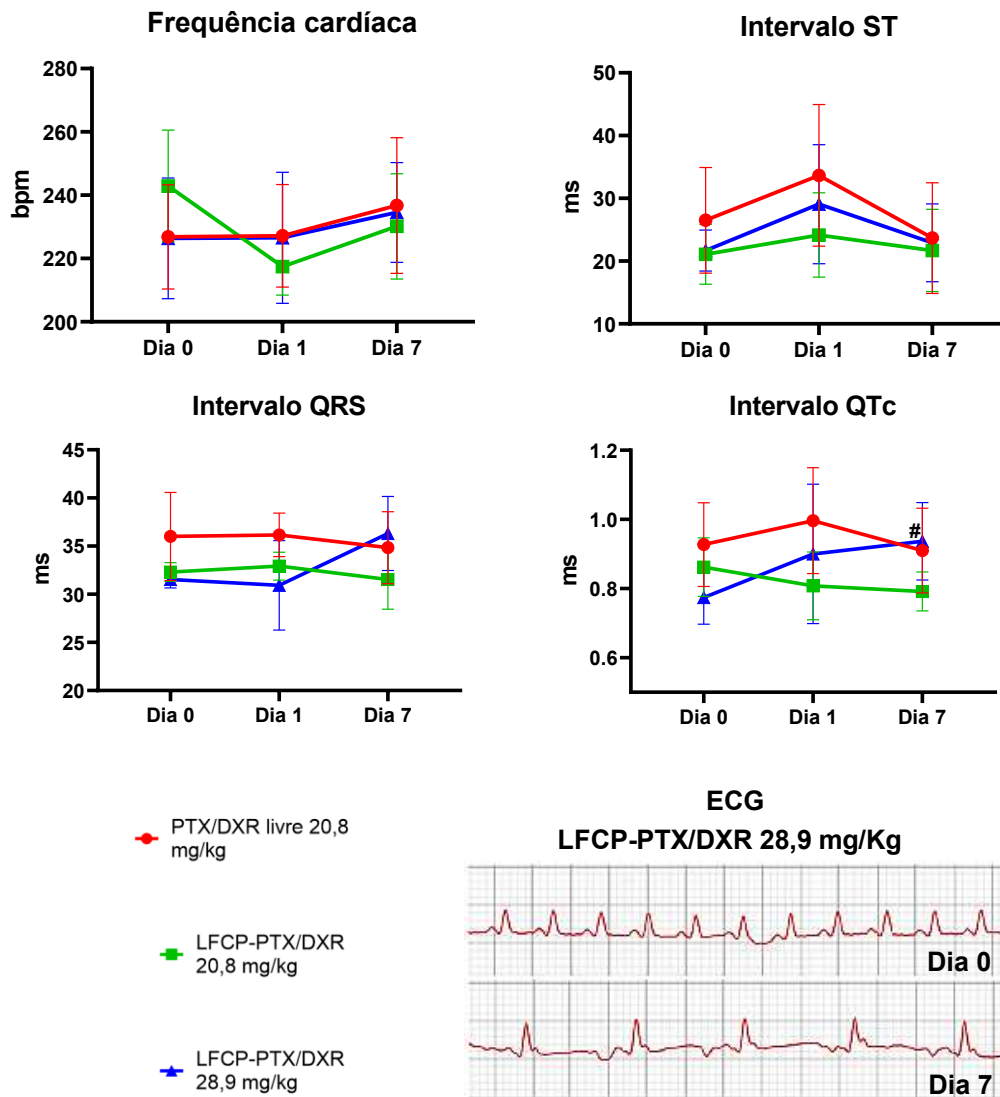 Frequência cardíaca
280
260
240
220
200
bpm
Dia 0
Dia 1
Dia 7
Intervalo ST
50
40
30
20
10
ms
Dia 0
Dia 1
Dia 7
Intervalo QRS
45
40
35
30
25
20
ms
Dia 0
Dia 1
Dia 7
Intervalo QTc
1.2
1.0
0.8
0.6
ms
#
Dia 0
Dia 1
Dia 7
PTX/DXR livre 20,8
mg/kg
LFCP-PTX/DXR
20,8 mg/kg
LFCP-PTX/DXR
28,9 mg/kg
ECG
LFCP-PTX/DXR 28,9 mg/Kg
Dia 0
Dia 7